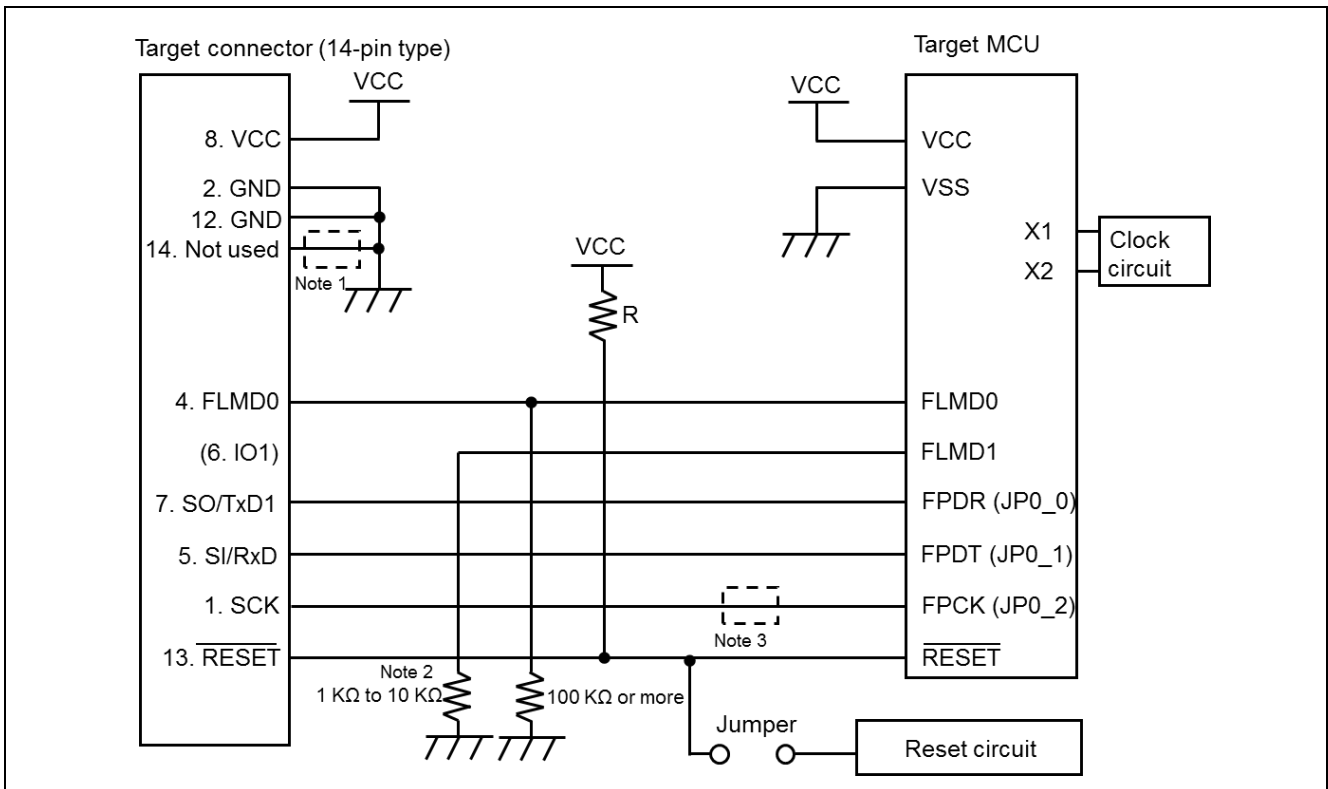 Target connector (14-pin type)
Target MCU
VCC
VCC
8. VCC
VCC
2. GND
VSS
12. GND
14. Not used
Note 1
X1
X2
Clock
circuit
VCC
R
4. FLMD0
FLMD0
(6. IO1)
FLMD1
7. SO/TxD1
FPDR (JP0_0)
5. SI/RxD
FPDT (JP0_1)
1. SCK
FPCK (JP0_2)
Note 3
13. RESET
RESET
Note 2
1 KΩ to 10 KΩ
100 KΩ or more
Jumper
Reset circuit